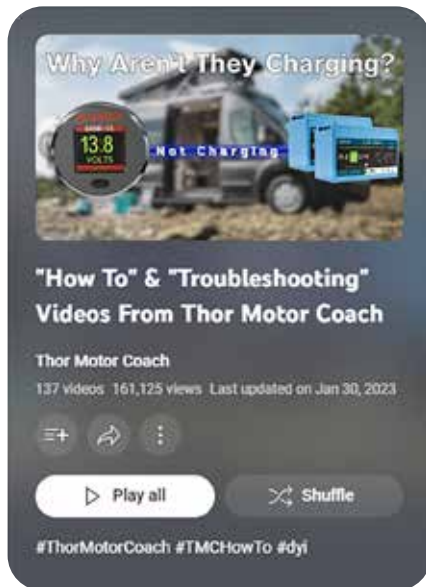 Why Aren't They Charging?
13.8
VOLTS
Not Charging
"How To" & "Troubleshooting"
Videos From Thor Motor Coach
Thor Motor Coach
137 videos 161,125 views Last updated on Jan 30, 2023
Play all
Shuffle
#ThorMotorCoach #TMCHowTo #dyi